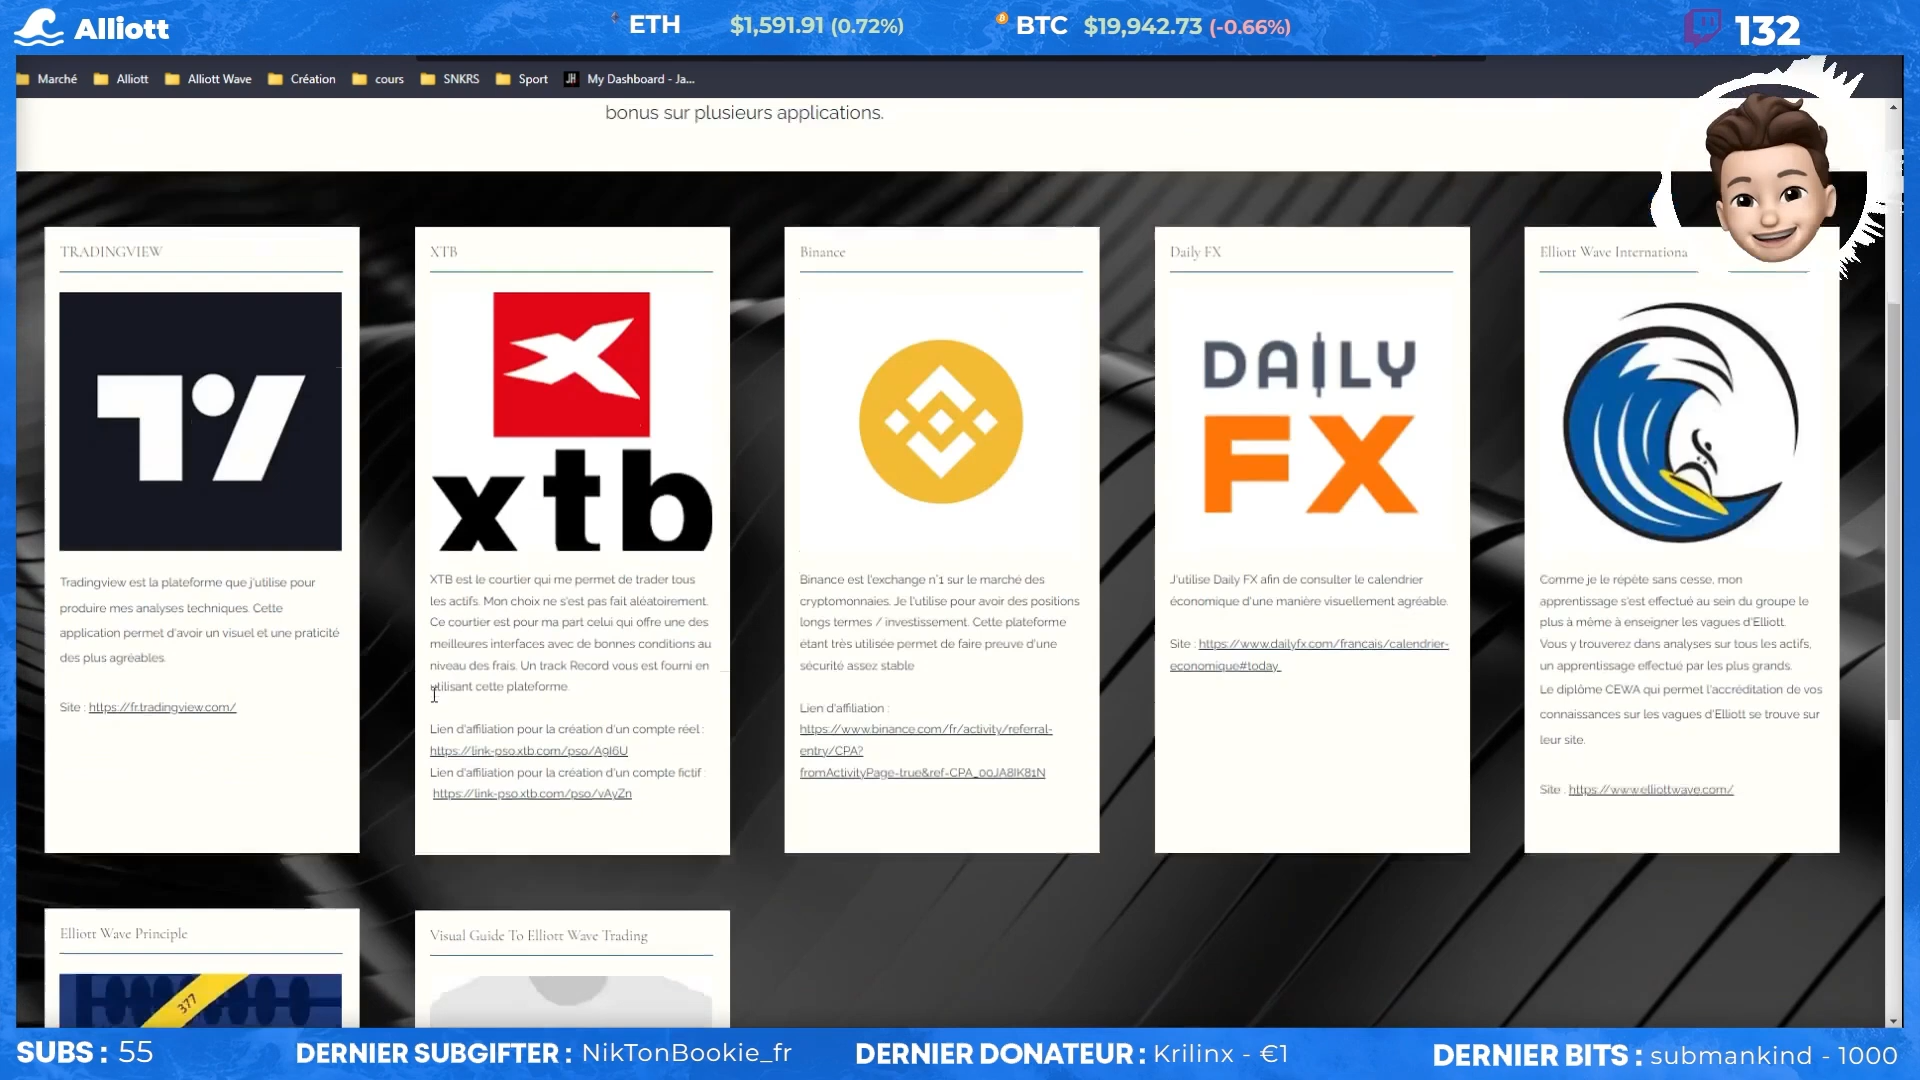 Alliott
ETH $1,591.91 (0.72%)
BTC $19,942.73 (-0.66%)
132
Marché
Alliott
Alliott Wave
Création
cours
SNKRS
Sport
JH My Dashboard - Ja...
bonus sur plusieurs applications.
TRADINGVIEW
Tradingview est la plateforme que j'utilise pour
produire mes analyses techniques. Cette
application permet d'avoir un visuel et une praticité
des plus agréables.
Site : https://fr.tradingview.com/
XTB
xtb
XTB est le courtier qui me permet de trader tous
les actifs. Mon choix ne s'est pas fait aléatoirement.
Ce courtier est pour ma part celui qui offre une des
meilleures interfaces avec de bonnes conditions au
niveau des frais. Un track Record vous est fourni en
utilisant cette plateforme.
Lien d'affiliation pour la création d'un compte réel :
https://link-pso.xtb.com/pso/A9I6U
Lien d'affiliation pour la création d'un compte fictif :
https://link-pso.xtb.com/pso/vAyZn
Binance
Binance est l'exchange n°1 sur le marché des
cryptomonnaies. Je l'utilise pour avoir des positions
longs termes / investissement. Cette plateforme
étant très utilisée permet de faire preuve d'une
sécurité assez stable
Lien d'affiliation :
https://www.binance.com/fr/activity/referral-
entry/CPA?
fromActivityPage=true&ref=CPA_00JA8IK81N
Daily FX
DAILY
FX
J'utilise Daily FX afin de consulter le calendrier
économique d'une manière visuellement agréable.
Site : https://www.dailyfx.com/francais/calendrier-
economique#today
Elliott Wave Internationa
Comme je le répète sans cesse, mon
apprentissage s'est effectué au sein du groupe le
plus à même à enseigner les vagues d'Elliott.
Vous y trouverez dans analyses sur tous les actifs,
un apprentissage effectué par les plus grands.
Le diplôme CEWA qui permet l'accréditation de vos
connaissances sur les vagues d'Elliott se trouve sur
leur site.
Site : https://www.elliottwave.com/
Elliott Wave Principle
377
Visual Guide To Elliott Wave Trading
SUBS : 55
DERNIER SUBGIFTER : NikTonBookie_fr
DERNIER DONATEUR : Krilinx - €1
DERNIER BITS : submankind - 1000